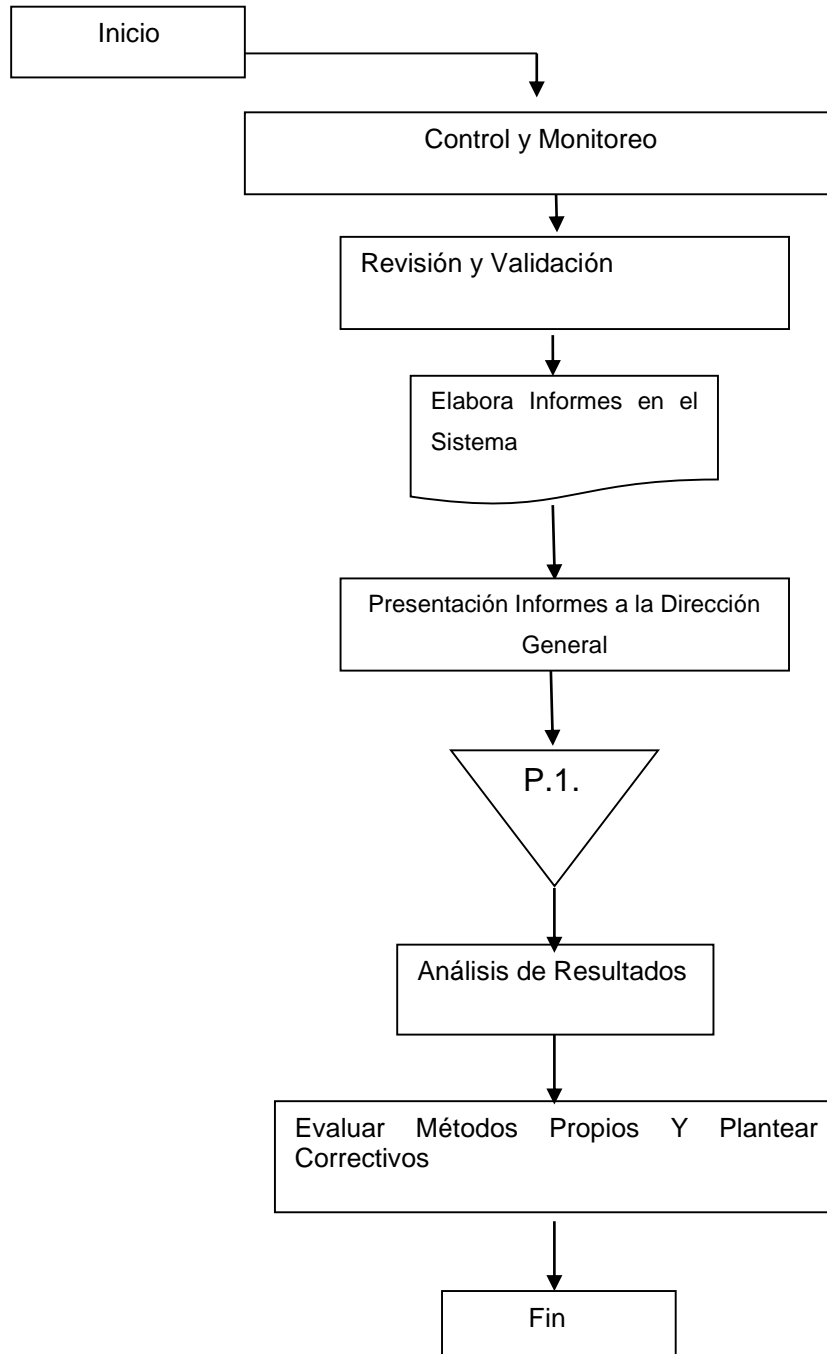 Inicio
Control y Monitoreo
Revisión y Validación
Elabora Informes en el
Sistema
Presentación Informes a la Dirección
General
P.1.
Análisis de Resultados
Evaluar Métodos Propios Y Plantear
Correctivos
Fin